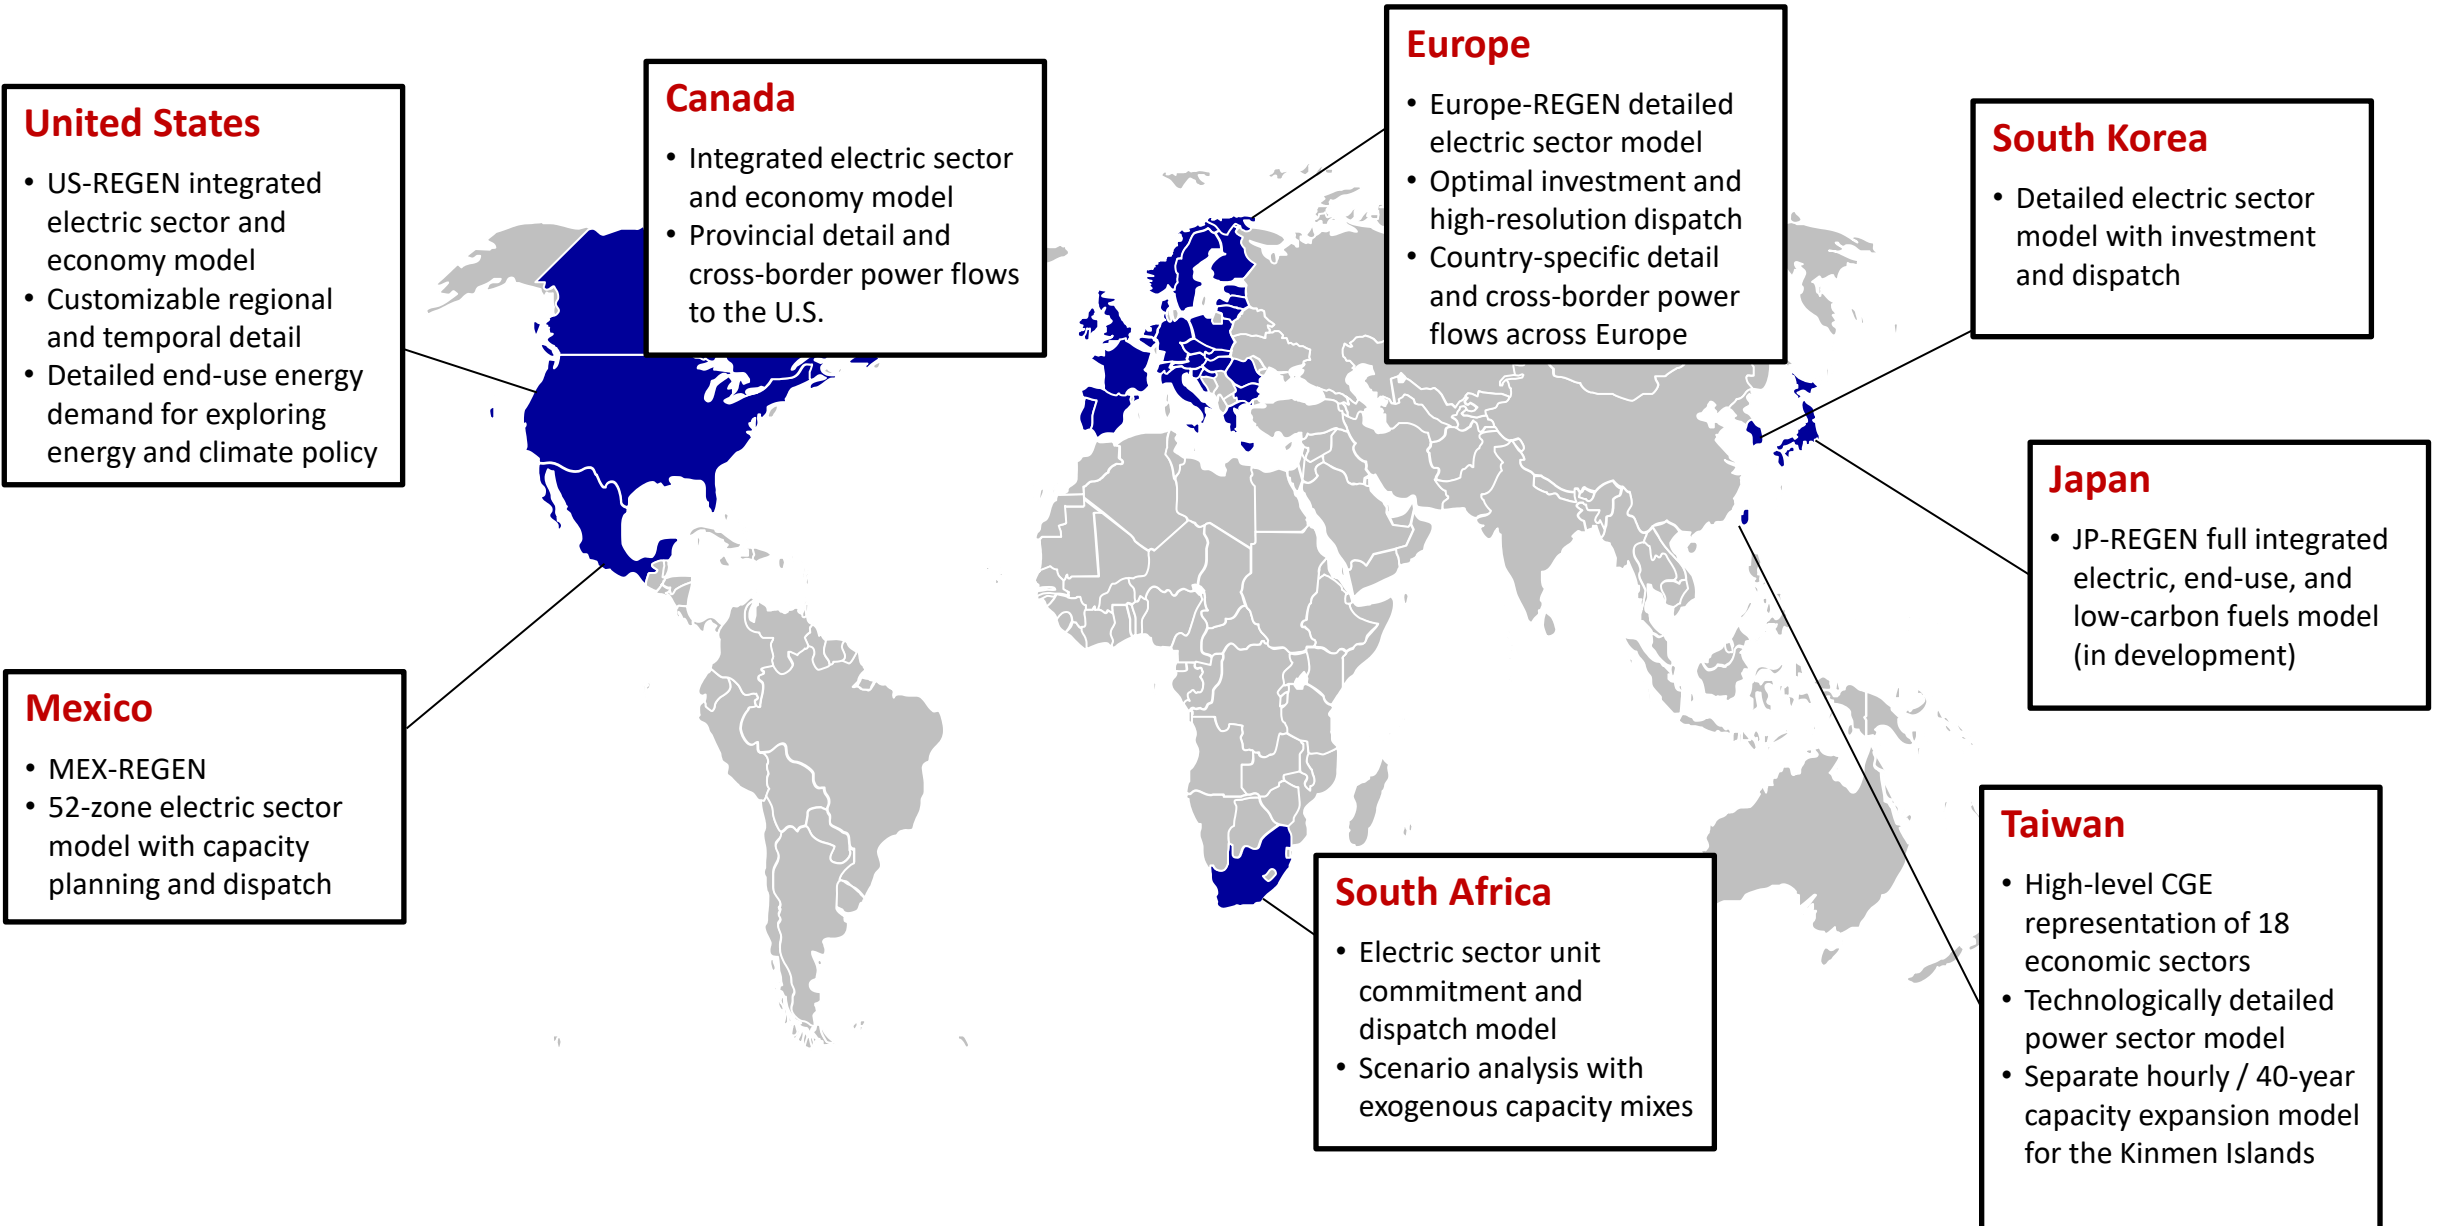 United States
• US-REGEN integrated
electric sector and
economy model
• Customizable regional
and temporal detail
• Detailed end-use energy
demand for exploring
energy and climate policy
Canada
• Integrated electric sector
and economy model
• Provincial detail and
cross-border power flows
to the U.S.
Europe
• Europe-REGEN detailed
electric sector model
• Optimal investment and
high-resolution dispatch
• Country-specific detail
and cross-border power
flows across Europe
South Korea
• Detailed electric sector
model with investment
and dispatch
Japan
• JP-REGEN full integrated
electric, end-use, and
low-carbon fuels model
(in development)
Mexico
• MEX-REGEN
• 52-zone electric sector
model with capacity
planning and dispatch
South Africa
• Electric sector unit
commitment and
dispatch model
• Scenario analysis with
exogenous capacity mixes
Taiwan
• High-level CGE
representation of 18
economic sectors
• Technologically detailed
power sector model
• Separate hourly / 40-year
capacity expansion model
for the Kinmen Islands